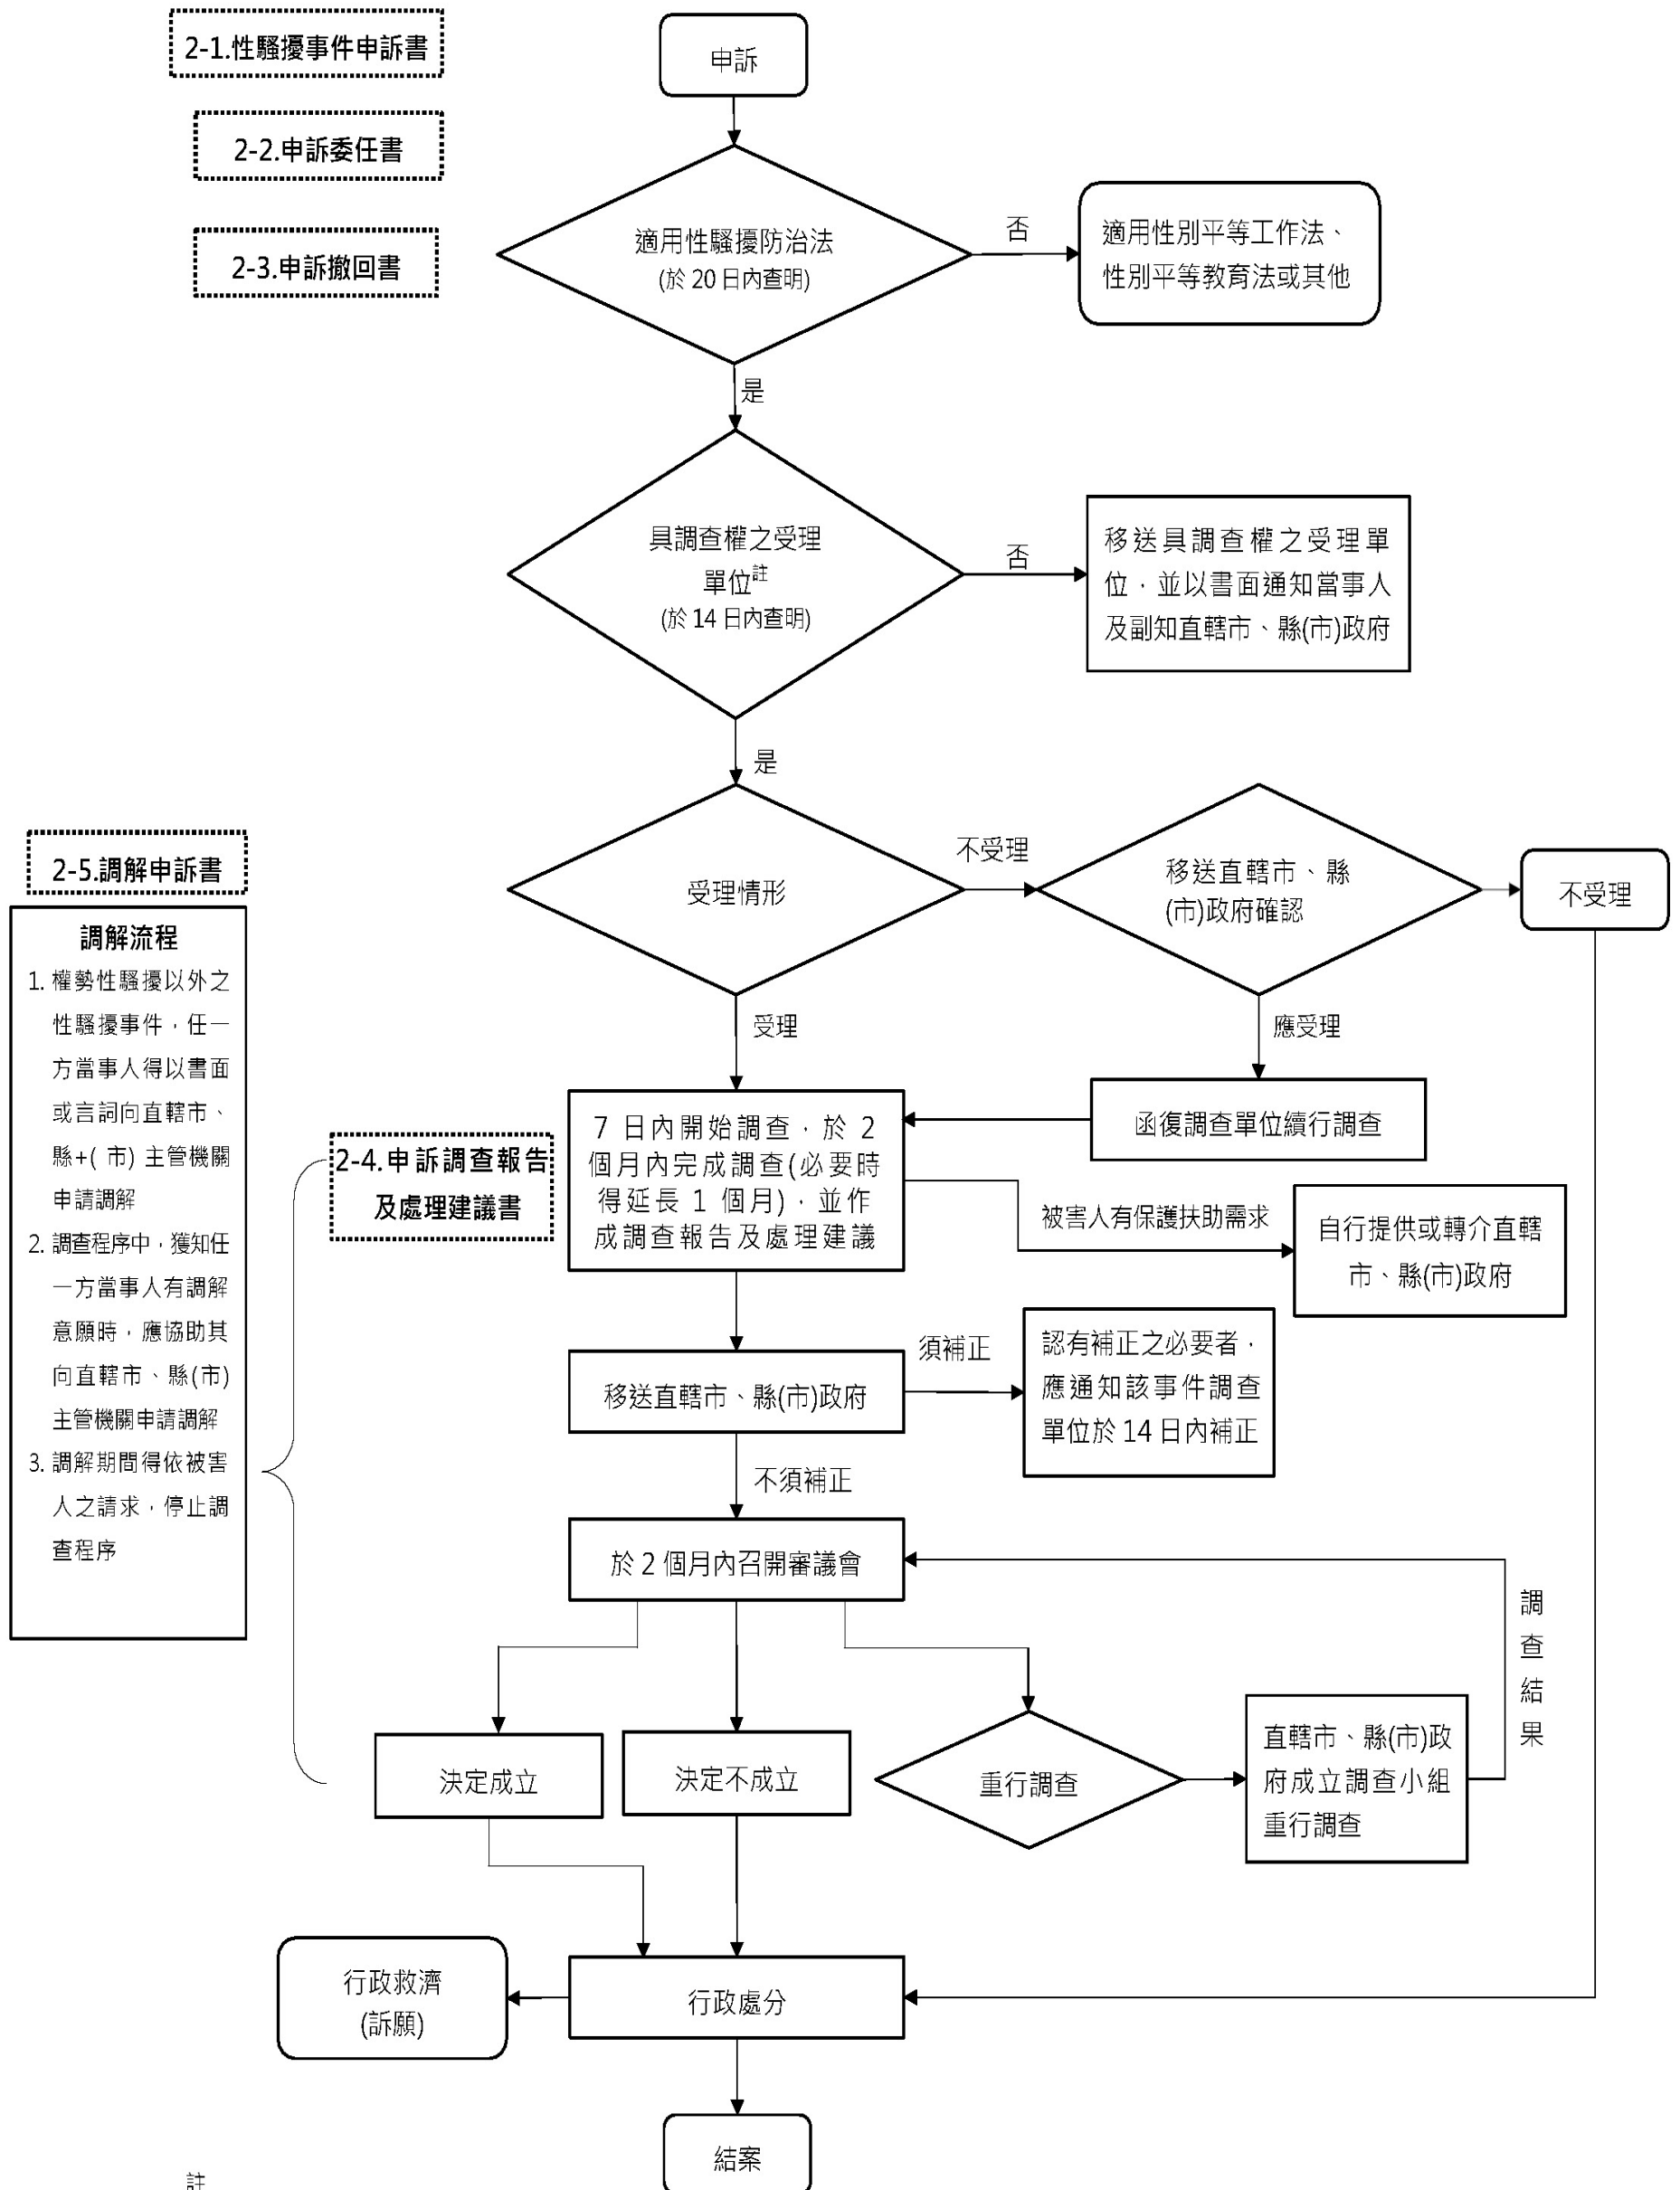 2-1.性騷擾事件申訴書
申訴
2-2.申訴委任書
2-3.申訴撤回書
適用性騷擾防治法
(於 20 日內查明)
否
適用性別平等工作法、
性別平等教育法或其他
是
具調查權之受理
單位註
(於 14 日內查明)
否
移送具調查權之受理單
位，並以書面通知當事人
及副知直轄市、縣(市)政府
是
受理情形
不受理
移送直轄市、縣
(市)政府確認
不受理
受理
應受理
2-5.調解申訴書
調解流程
1. 權勢性騷擾以外之
性騷擾事件，任一
方當事人得以書面
或言詞向直轄市、
縣+( 市) 主管機關
申請調解
2. 調查程序中，獲知任
一方當事人有調解
意願時，應協助其
向直轄市、縣(市)
主管機關申請調解
3. 調解期間得依被害
人之請求，停止調
查程序
2-4.申訴調查報告
及處理建議書
7 日內開始調查，於 2
個月內完成調查(必要時
得延長 1 個月)，並作
成調查報告及處理建議
函復調查單位續行調查
被害人有保護扶助需求
自行提供或轉介直轄
市、縣(市)政府
移送直轄市、縣(市)政府
須補正
認有補正之必要者，
應通知該事件調查
單位於 14 日內補正
不須補正
於 2 個月內召開審議會
調
查
結
果
決定成立
決定不成立
重行調查
直轄市、縣(市)政
府成立調查小組
重行調查
行政救濟
(訴願)
行政處分
結案
註